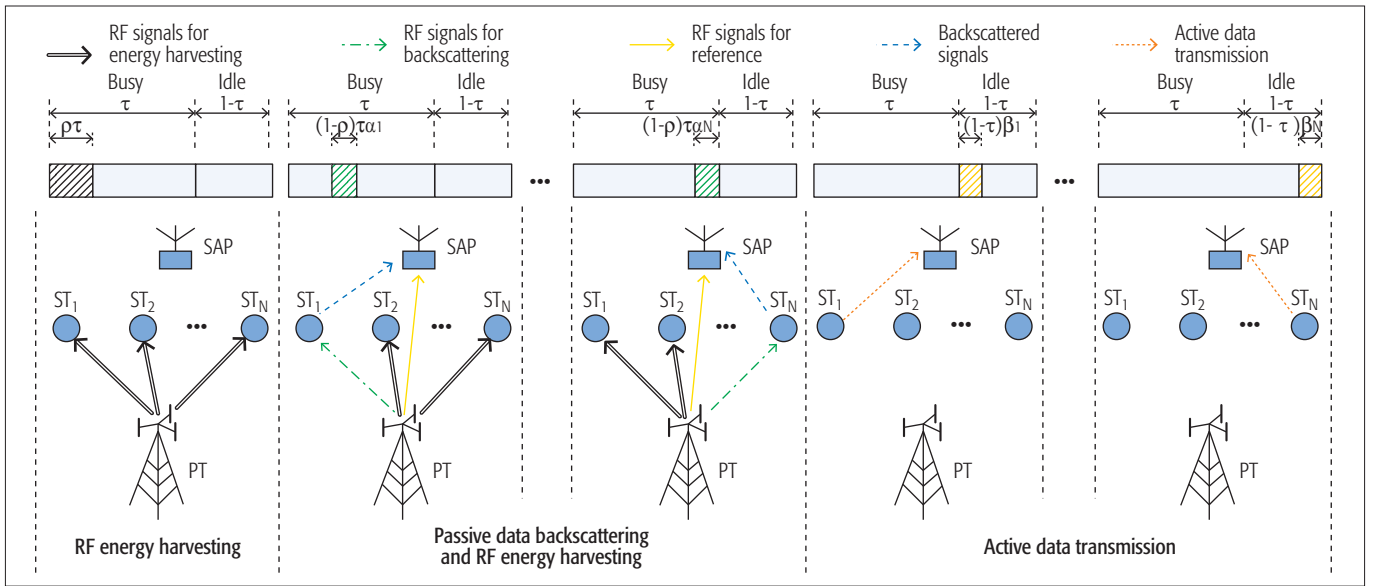 RF signals for
energy harvesting
RF signals for
backscattering
RF signals for
reference
Backscattered
signals
Active data
transmission
Busy
Idle
τ
1-τ
ρτ
Busy
Idle
τ
1-τ
(1-ρ)τα1
Busy
Idle
τ
1-τ
(1-ρ)ταN
Busy
Idle
τ
1-τ
(1-τ)β1
Busy
Idle
τ
1-τ
(1- τ )βN
•••
•••
SAP
ST1
ST2
•••
STN
PT
SAP
ST1
ST2
•••
STN
PT
SAP
ST1
ST2
•••
STN
PT
SAP
ST1
ST2
•••
STN
PT
SAP
ST1
ST2
•••
STN
PT
RF energy harvesting
Passive data backscattering
and RF energy harvesting
Active data transmission